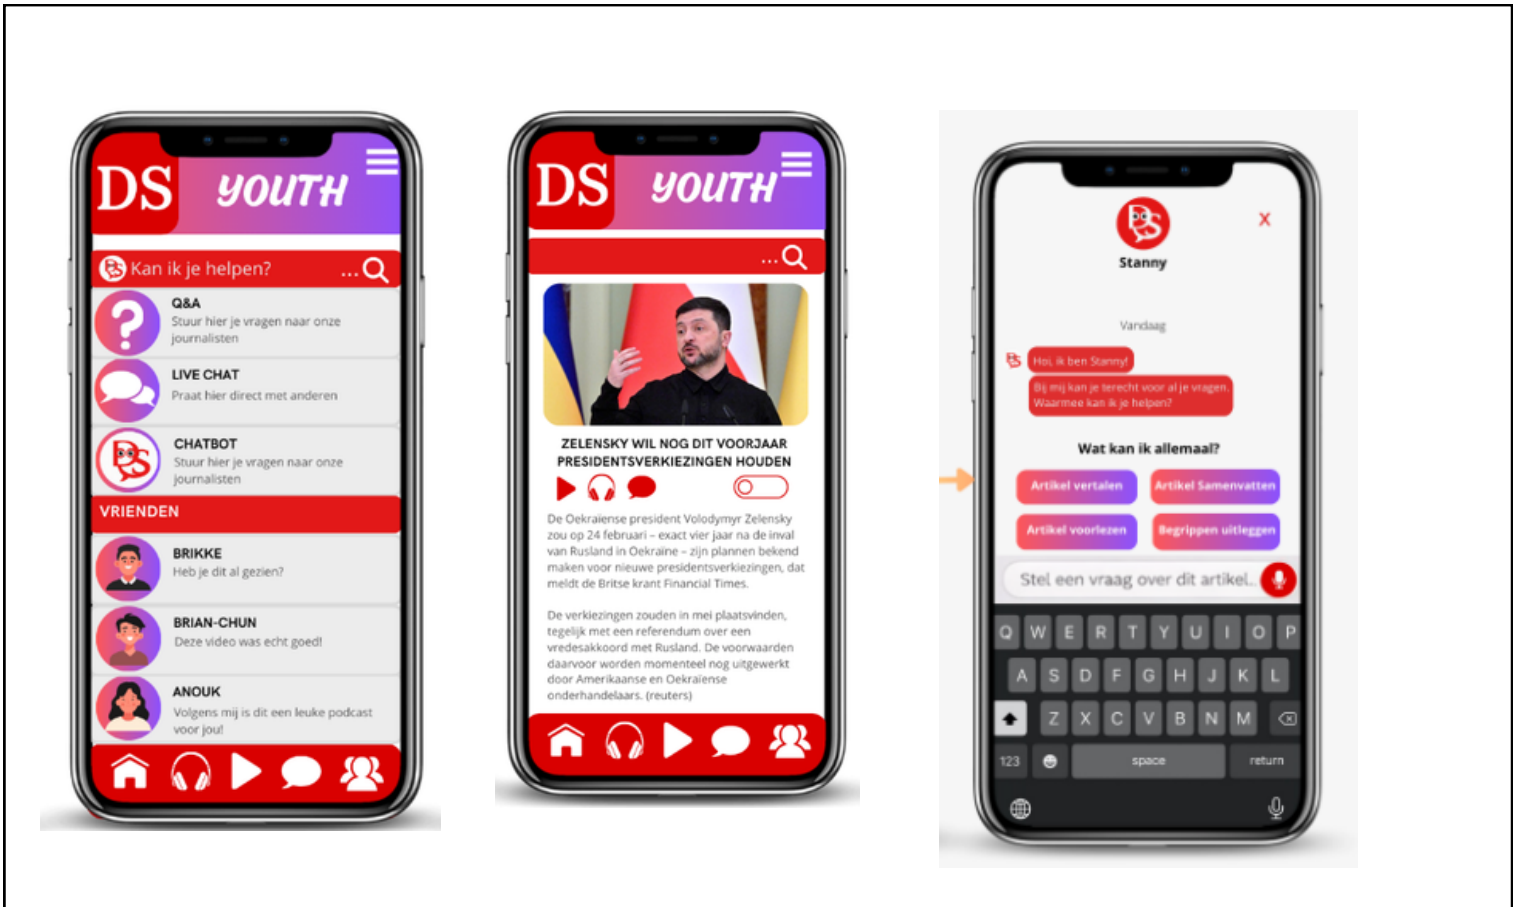 DS YOUTH
Kan ik je helpen? ...
Q&A
Stuur hier je vragen naar onze
journalisten
LIVE CHAT
Praat hier direct met anderen
CHATBOT
Stuur hier je vragen naar onze
journalisten
VRIENDEN
BRIKKE
Heb je dit al gezien?
BRIAN-CHUN
Deze video was echt goed!
ANOUK
Volgens mij is dit een leuke podcast
voor jou!
DS YOUTH
...
ZELENSKY WIL NOG DIT VOORJAAR
PRESIDENTSVERKIEZINGEN HOUDEN
De Oekraïense president Volodymyr Zelensky
zou op 24 februari – exact vier jaar na de inval
van Rusland in Oekraïne – zijn plannen bekend
maken voor nieuwe presidentsverkiezingen, dat
meldt de Britse krant Financial Times.
De verkiezingen zouden in mei plaatsvinden,
tegelijk met een referendum over een
vredesakkoord met Rusland. De voorwaarden
daarvoor worden momenteel nog uitgewerkt
door Amerikaanse en Oekraïense
onderhandelaars. (reuters)
DS
X
Stanny
Vandaag
Hoi, ik ben Stanny!
Bij mij kan je terecht voor al je vragen.
Waarmee kan ik je helpen?
Wat kan ik allemaal?
Artikel vertalen
Artikel Samenvatten
Artikel voorlezen
Begrippen uitleggen
Stel een vraag over dit artikel..
Q W E R T Y U I O P
A S D F G H J K L
Z X C V B N M
123 space return